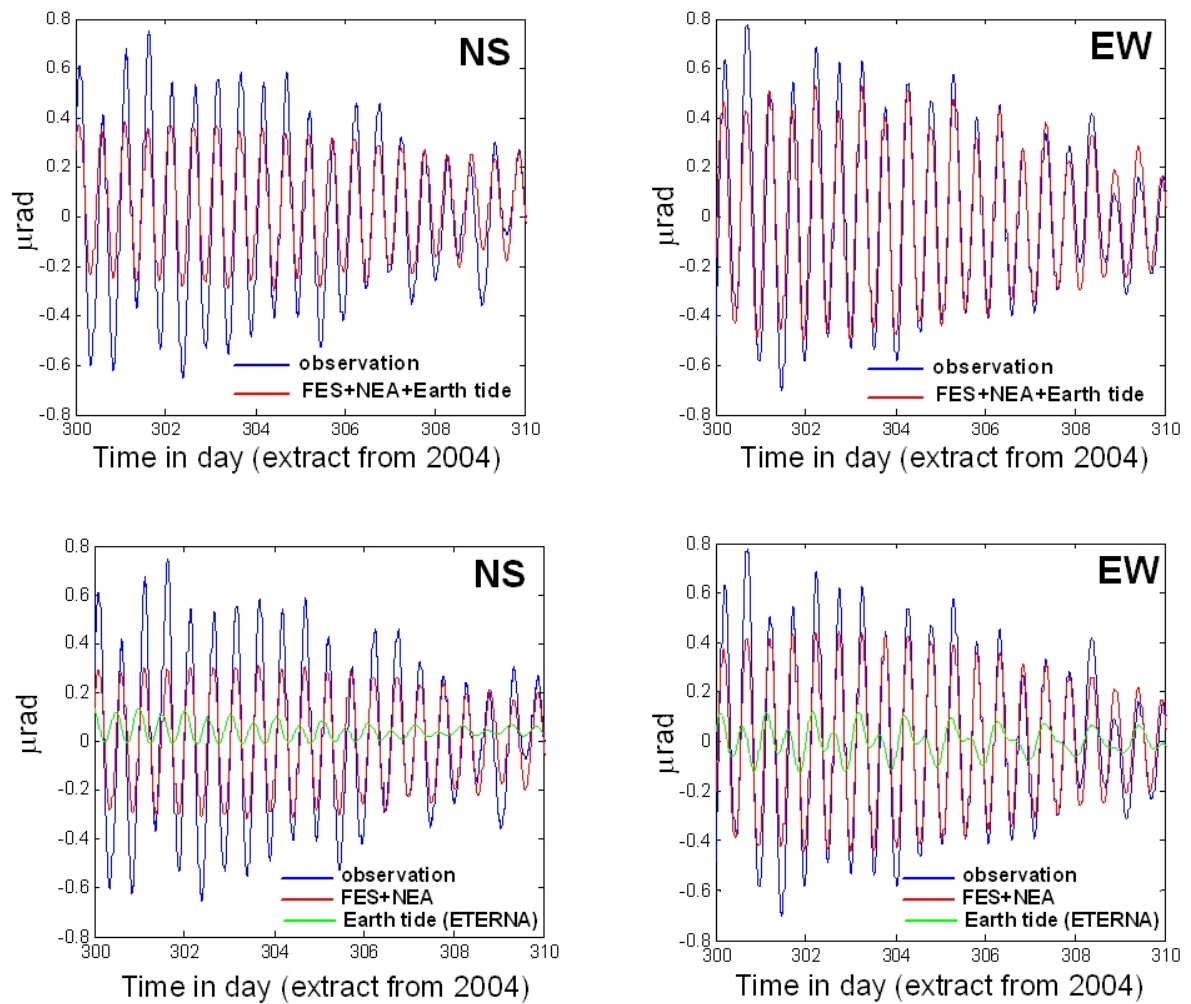 0.8
0.6
0.4
0.2
0
-0.2
-0.4
-0.6
-0.8
μrad
NS
observation
FES+NEA+Earth tide
300 302 304 306 308 310
Time in day (extract from 2004)
0.8
0.6
0.4
0.2
0
-0.2
-0.4
-0.6
-0.8
μrad
EW
observation
FES+NEA+Earth tide
300 302 304 306 308 310
Time in day (extract from 2004)
0.8
0.6
0.4
0.2
0
-0.2
-0.4
-0.6
-0.8
μrad
NS
observation
FES+NEA
Earth tide (ETERNA)
300 302 304 306 308 310
Time in day (extract from 2004)
0.8
0.6
0.4
0.2
0
-0.2
-0.4
-0.6
-0.8
μrad
EW
observation
FES+NEA
Earth tide (ETERNA)
300 302 304 306 308 310
Time in day (extract from 2004)